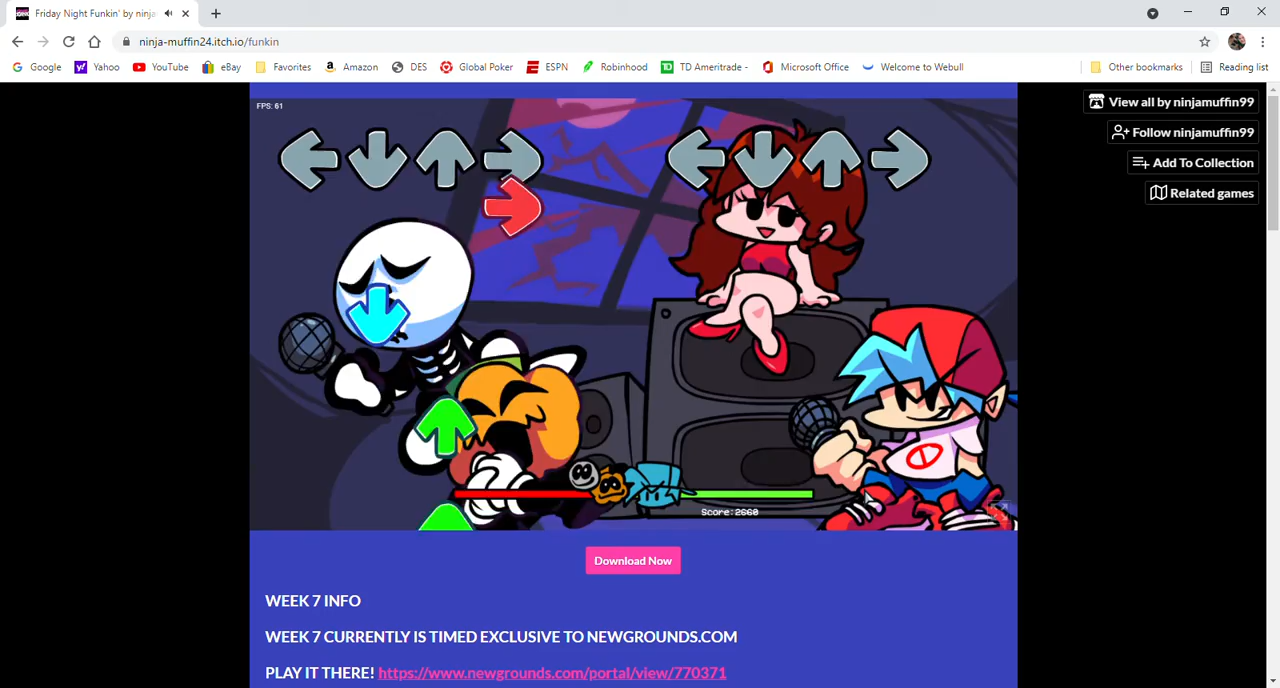 Friday Night Funkin' by ninja
ninja-muffin24.itch.io/funkin
Google Yahoo YouTube eBay Favorites Amazon DES Global Poker ESPN Robinhood TD Ameritrade - Microsoft Office Welcome to Webull Other bookmarks Reading list
FPS: 61
View all by ninjamuffin99
Follow ninjamuffin99
Add To Collection
Related games
Score:2660
Download Now
WEEK 7 INFO
WEEK 7 CURRENTLY IS TIMED EXCLUSIVE TO NEWGROUNDS.COM
PLAY IT THERE! https://www.newgrounds.com/portal/view/770371